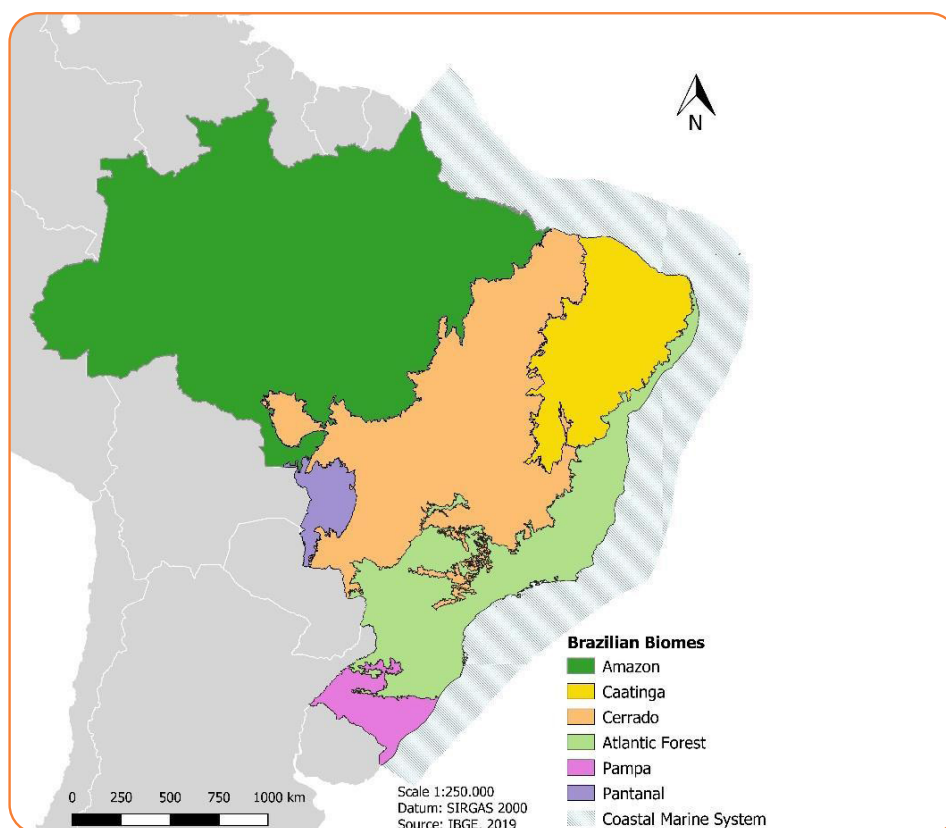 N
Brazilian Biomes
Amazon
Caatinga
Cerrado
Atlantic Forest
Pampa
Pantanal
Coastal Marine System
0 250 500 750 1000 km
Scale 1:250.000
Datum: SIRGAS 2000
Source: IBGE, 2019